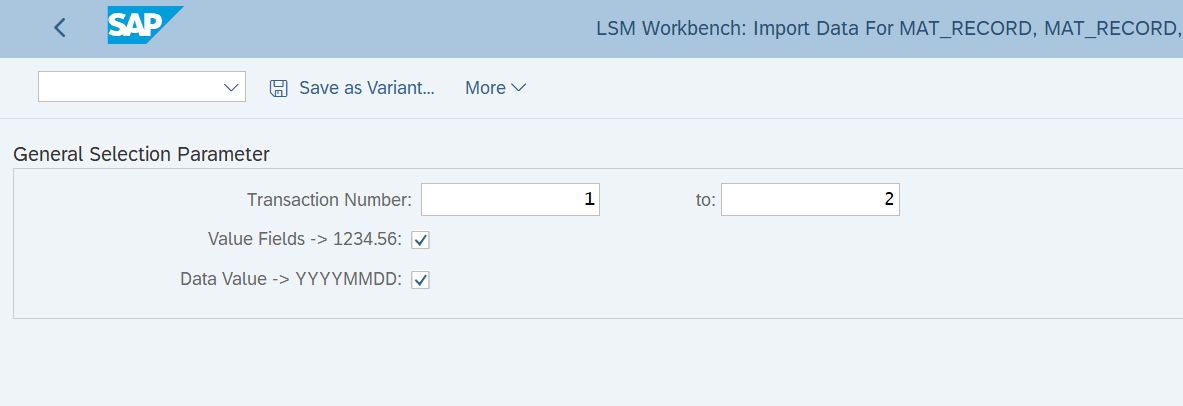 SAP
LSM Workbench: Import Data For MAT_RECORD, MAT_RECORD,
Save as Variant... More
General Selection Parameter
Transaction Number: 1 to: 2
Value Fields -> 1234.56:
Data Value -> YYYYMMDD: